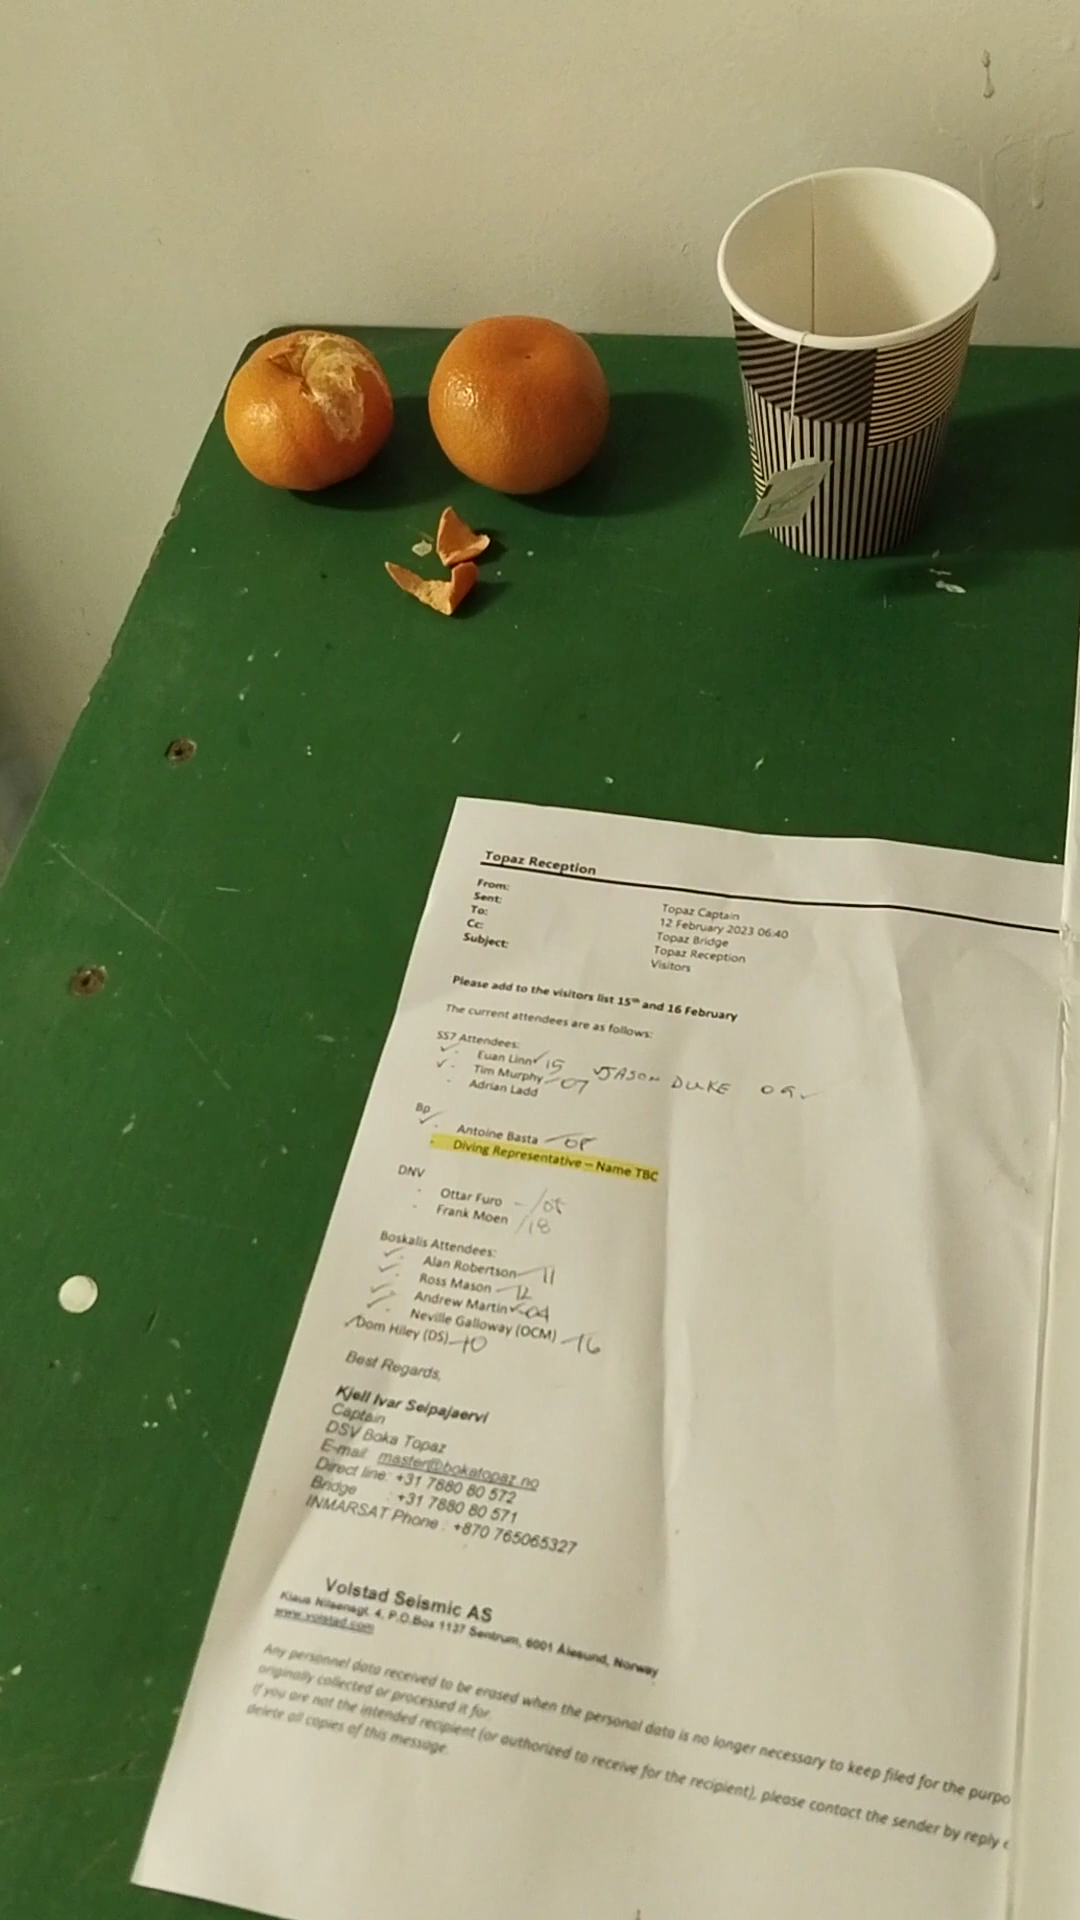 Topaz Reception
From: Topaz Captain
Sent: 12 February 2023 06:40
To: Topaz Bridge
Cc: Topaz Reception
Subject: Visitors
Please add to the visitors list 15th and 16 February
The current attendees are as follows:
SS7 Attendees:
Euan Linn 15
Tim Murphy 07 JASON DUKE 09
Adrian Ladd
Bp
Antoine Basta 08
Diving Representative – Name TBC
DNV
Ottar Furo
Frank Moen 18
Boskalis Attendees:
Alan Robertson 11
Ross Mason 12
Andrew Martin 04
Neville Galloway (OCM) 16
Dom Hiley (DS) 10
Best Regards,
Kjell Ivar Seipajaervi
Captain
DSV Boka Topaz
E-mail: master@bokatopaz.no
Direct line: +31 7880 80 572
Bridge : +31 7880 80 571
INMARSAT Phone : +870 765065327
Volstad Seismic AS
Klaus Nilsensgt. 4, P.O.Box 1137 Sentrum, 6001 Ålesund, Norway
www.volstad.com
Any personnel data received to be erased when the personal data is no longer necessary to keep filed for the purpo
originally collected or processed it for.
If you are not the intended recipient (or authorized to receive for the recipient), please contact the sender by reply e
delete all copies of this message.